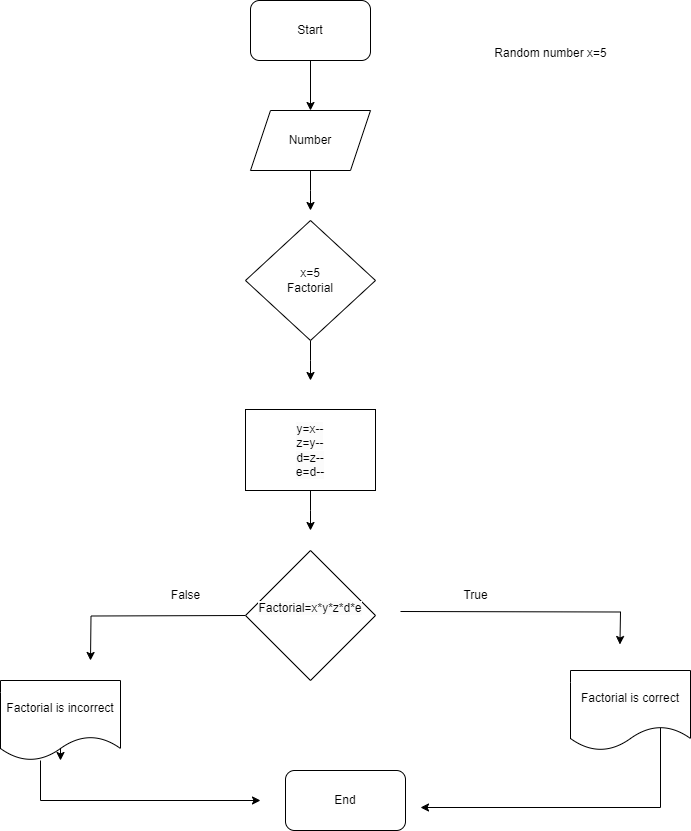 Start
Random number x=5
Number
x=5
Factorial
y=x--
z=y--
d=z--
e=d--
False
True
Factorial=x*y*z*d*e
Factorial is incorrect
Factorial is correct
End